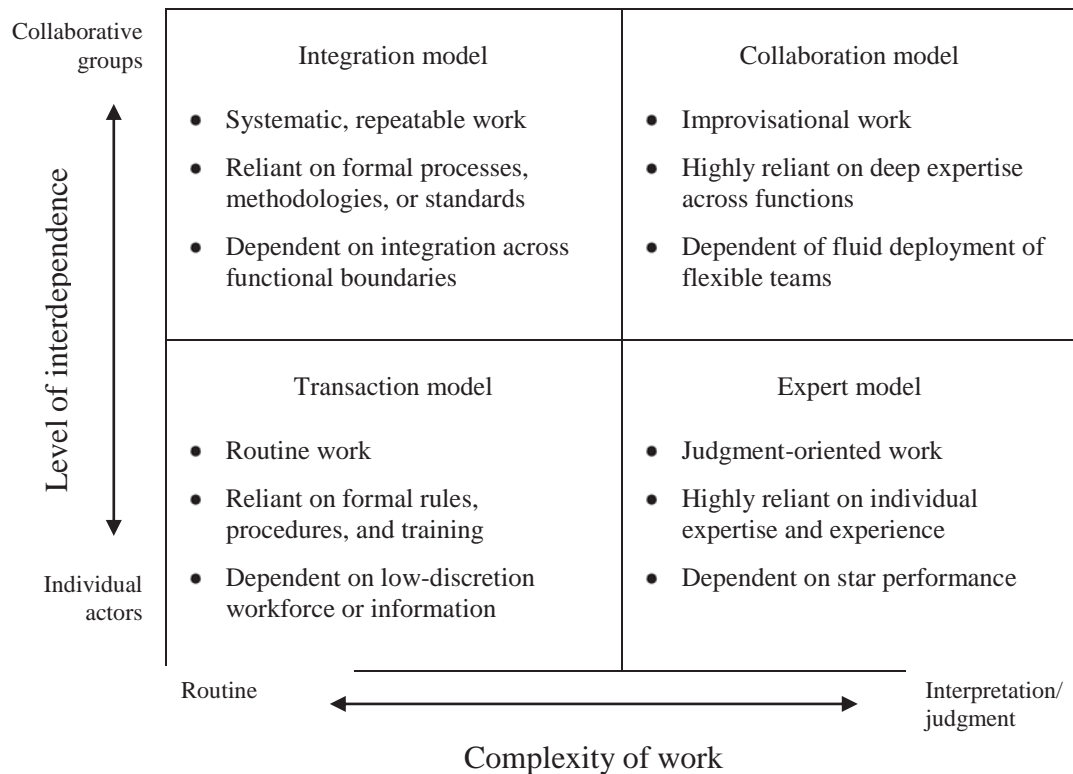 Collaborative
groups
Integration model
Systematic, repeatable work
Reliant on formal processes,
methodologies, or standards
Dependent on integration across
functional boundaries
Collaboration model
Improvisational work
Highly reliant on deep expertise
across functions
Dependent of fluid deployment of
flexible teams
Level of interdependence
Transaction model
Routine work
Reliant on formal rules,
procedures, and training
Dependent on low-discretion
workforce or information
Expert model
Judgment-oriented work
Highly reliant on individual
expertise and experience
Dependent on star performance
Individual
actors
Routine
Interpretation/
judgment
Complexity of work